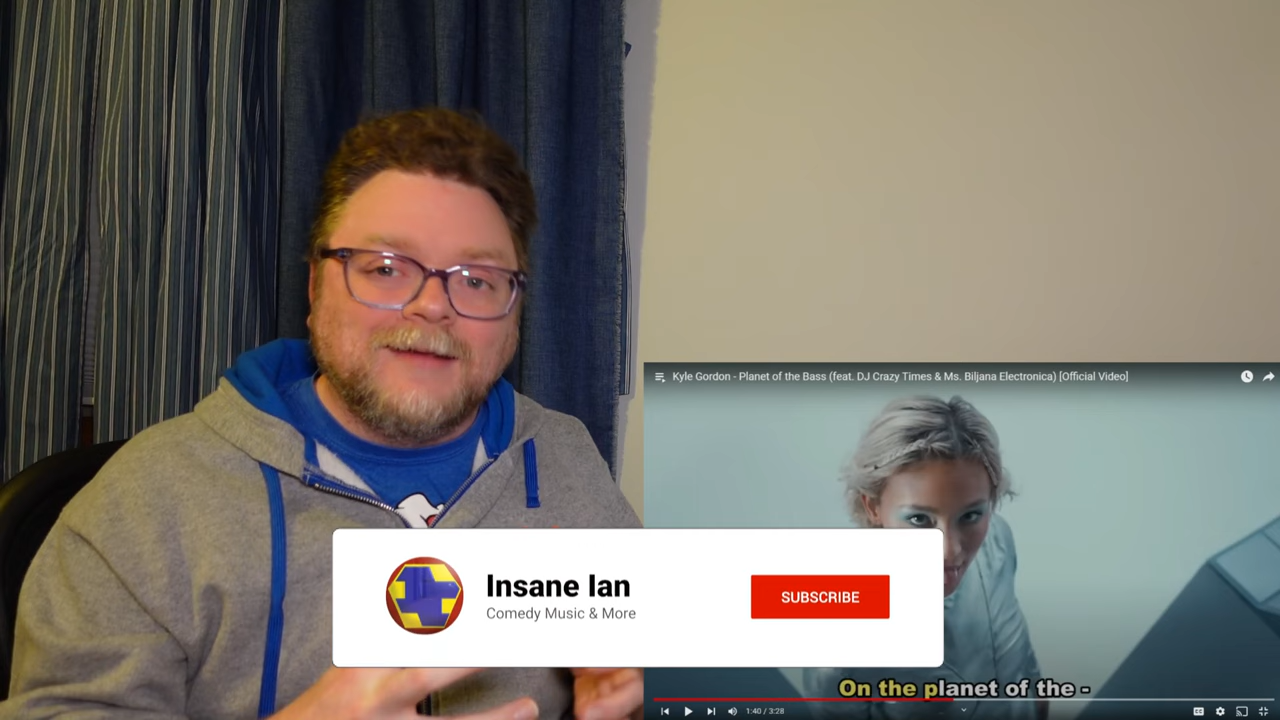 Kyle Gordon - Planet of the Bass (feat. DJ Crazy Times & Ms. Biljana Electronica) [Official Video]
Insane Ian
Comedy Music & More
SUBSCRIBE
On the planet of the -
1:40 / 3:28
CC